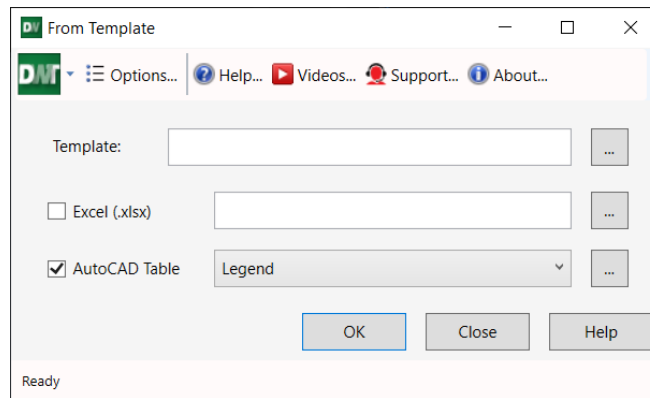 DV From Template
DMT Options... Help... Videos... Support... About...
Template: ...
Excel (.xlsx) ...
AutoCAD Table Legend ...
OK Close Help
Ready